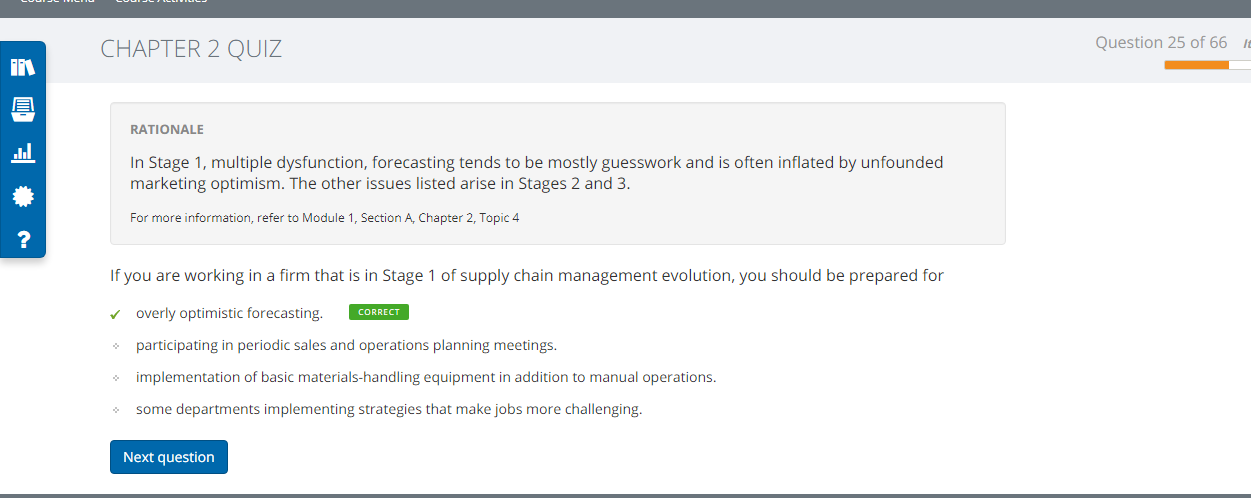 Course Menu Course Activities
CHAPTER 2 QUIZ
Question 25 of 66
RATIONALE
In Stage 1, multiple dysfunction, forecasting tends to be mostly guesswork and is often inflated by unfounded
marketing optimism. The other issues listed arise in Stages 2 and 3.
For more information, refer to Module 1, Section A, Chapter 2, Topic 4
If you are working in a firm that is in Stage 1 of supply chain management evolution, you should be prepared for
overly optimistic forecasting. CORRECT
participating in periodic sales and operations planning meetings.
implementation of basic materials-handling equipment in addition to manual operations.
some departments implementing strategies that make jobs more challenging.
Next question
?